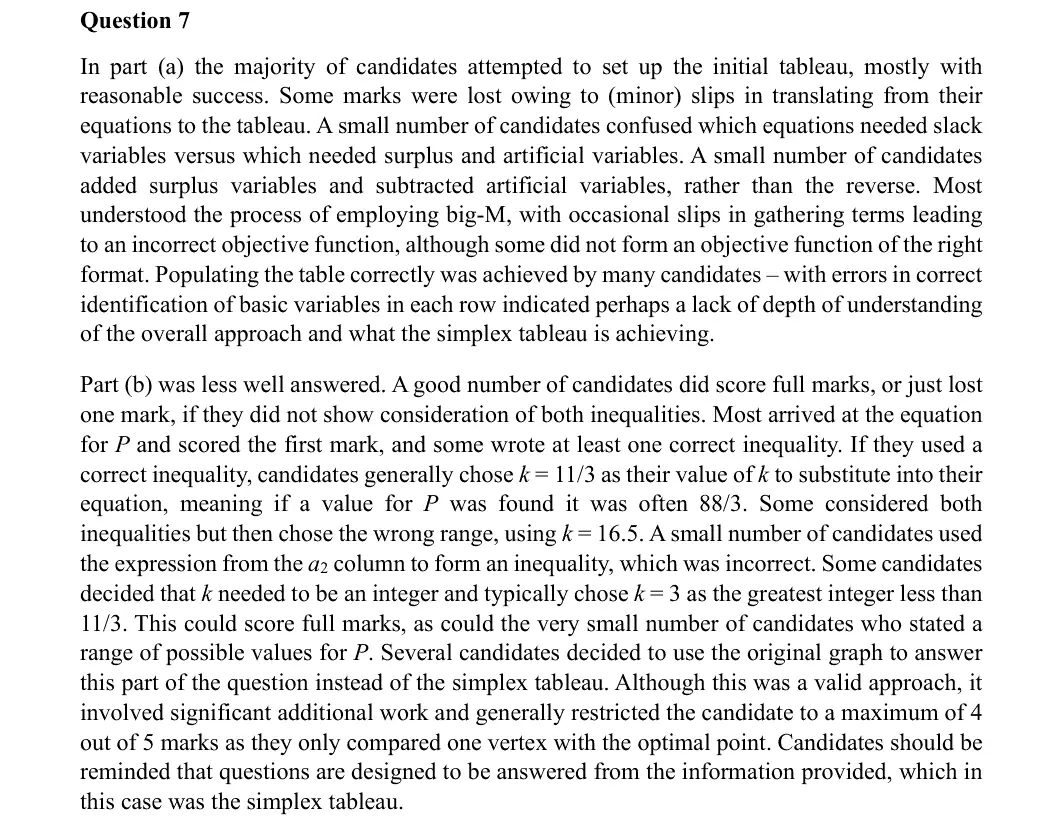 Question 7
In part (a) the majority of candidates attempted to set up the initial tableau, mostly with
reasonable success. Some marks were lost owing to (minor) slips in translating from their
equations to the tableau. A small number of candidates confused which equations needed slack
variables versus which needed surplus and artificial variables. A small number of candidates
added surplus variables and subtracted artificial variables, rather than the reverse. Most
understood the process of employing big-M, with occasional slips in gathering terms leading
to an incorrect objective function, although some did not form an objective function of the right
format. Populating the table correctly was achieved by many candidates – with errors in correct
identification of basic variables in each row indicated perhaps a lack of depth of understanding
of the overall approach and what the simplex tableau is achieving.
Part (b) was less well answered. A good number of candidates did score full marks, or just lost
one mark, if they did not show consideration of both inequalities. Most arrived at the equation
for P and scored the first mark, and some wrote at least one correct inequality. If they used a
correct inequality, candidates generally chose k = 11/3 as their value of k to substitute into their
equation, meaning if a value for P was found it was often 88/3. Some considered both
inequalities but then chose the wrong range, using k = 16.5. A small number of candidates used
the expression from the a₂ column to form an inequality, which was incorrect. Some candidates
decided that k needed to be an integer and typically chose k = 3 as the greatest integer less than
11/3. This could score full marks, as could the very small number of candidates who stated a
range of possible values for P. Several candidates decided to use the original graph to answer
this part of the question instead of the simplex tableau. Although this was a valid approach, it
involved significant additional work and generally restricted the candidate to a maximum of 4
out of 5 marks as they only compared one vertex with the optimal point. Candidates should be
reminded that questions are designed to be answered from the information provided, which in
this case was the simplex tableau.